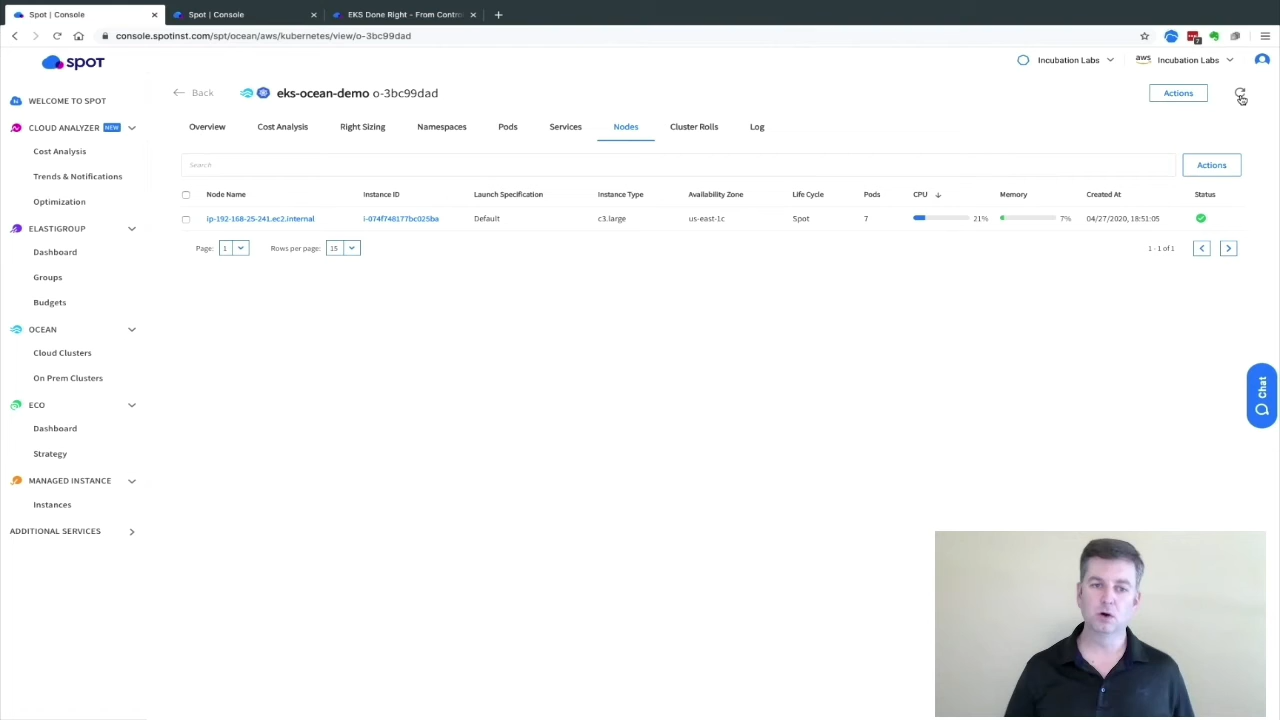 Spot | Console
Spot | Console
EKS Done Right - From Contro
console.spotinst.com/spt/ocean/aws/kubernetes/view/o-3bc99dad
spot
Incubation Labs
aws
Incubation Labs
Back
eks-ocean-demo o-3bc99dad
Actions
Overview
Cost Analysis
Right Sizing
Namespaces
Pods
Services
Nodes
Cluster Rolls
Log
Search
Actions
Node Name
Instance ID
Launch Specification
Instance Type
Availability Zone
Life Cycle
Pods
CPU
Memory
Created At
Status
ip-192-168-25-241.ec2.internal
i-074f748177bc025ba
Default
c3.large
us-east-1c
Spot
7
21%
7%
04/27/2020, 18:51:05
Page:
1
Rows per page:
15
1 - 1 of 1
WELCOME TO SPOT
CLOUD ANALYZER NEW
Cost Analysis
Trends & Notifications
Optimization
ELASTIGROUP
Dashboard
Groups
Budgets
OCEAN
Cloud Clusters
On Prem Clusters
ECO
Dashboard
Strategy
MANAGED INSTANCE
Instances
ADDITIONAL SERVICES
Chat